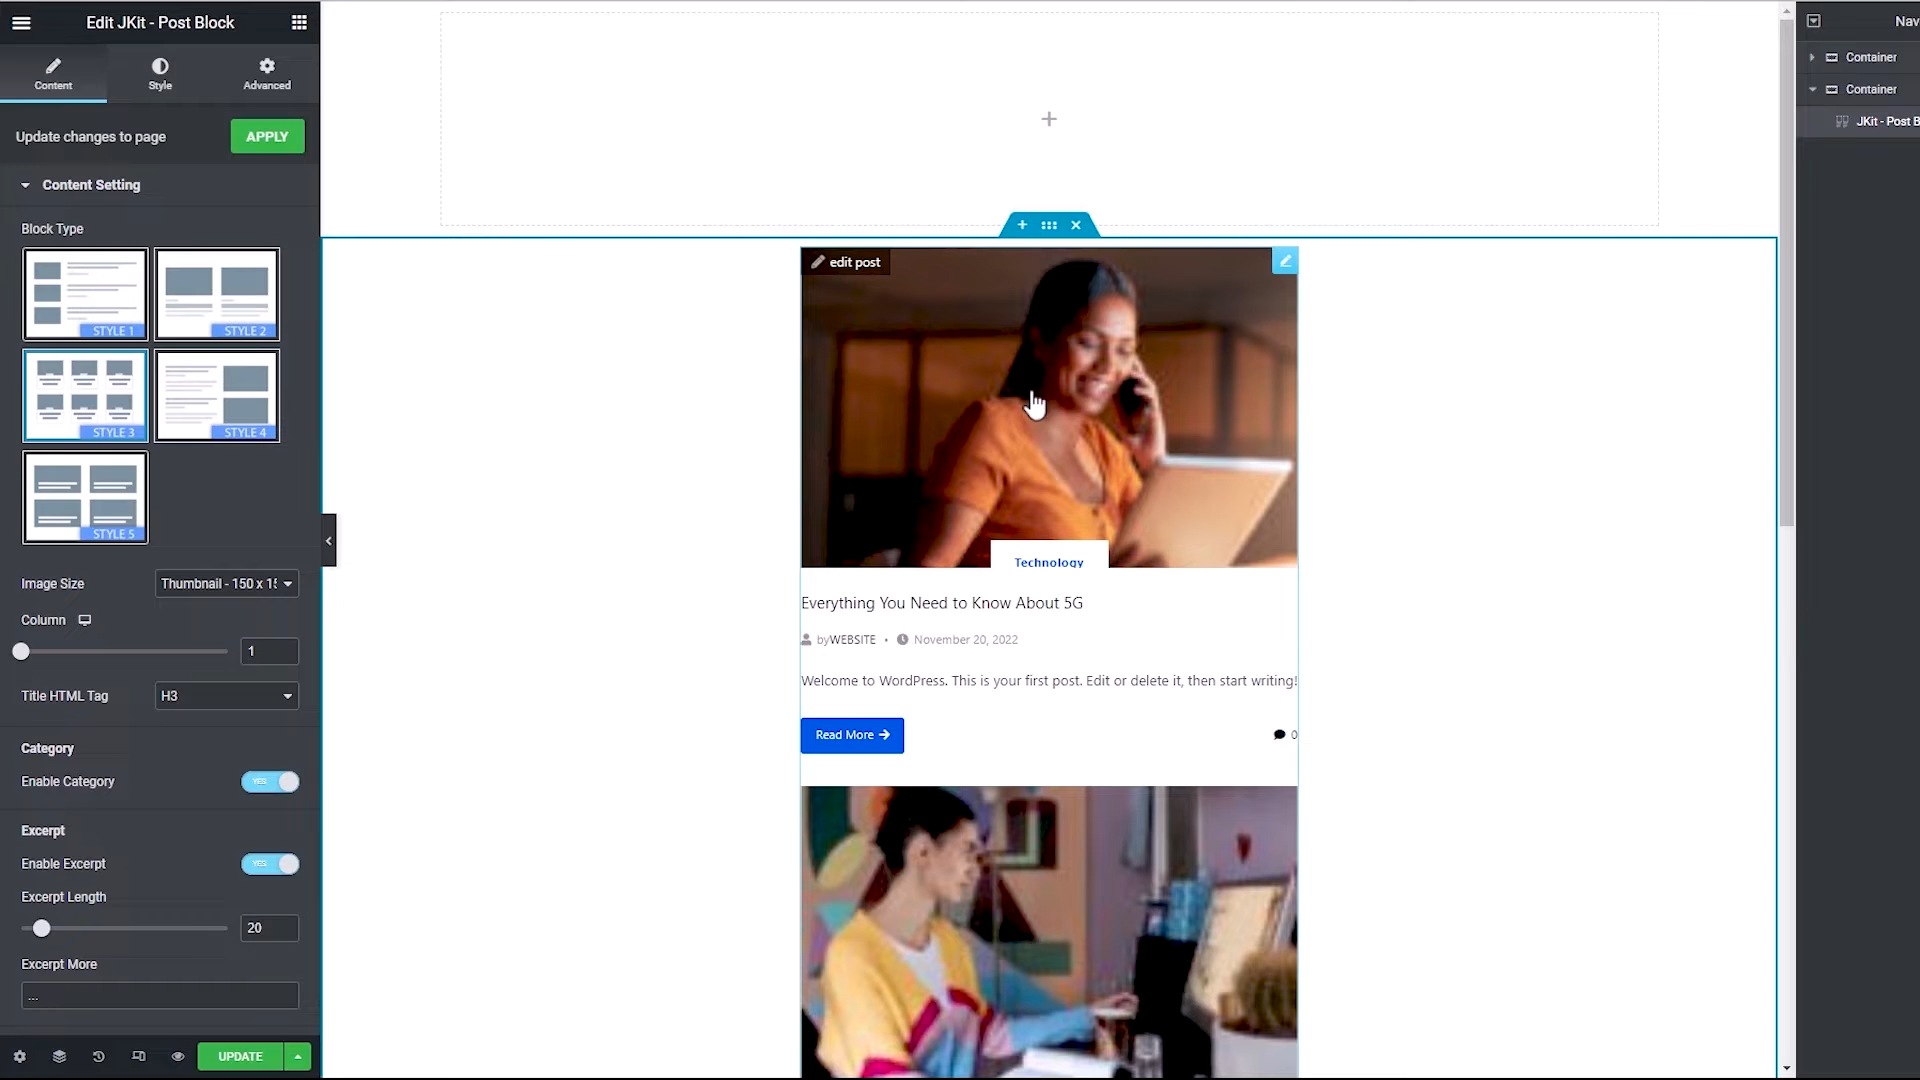 Edit JKit - Post Block
Content
Style
Advanced
Update changes to page
APPLY
Content Setting
Block Type
STYLE 1
STYLE 2
STYLE 3
STYLE 4
STYLE 5
Image Size
Thumbnail - 150 x 1
Column
1
Title HTML Tag
H3
Category
Enable Category
YES
Excerpt
Enable Excerpt
YES
Excerpt Length
20
Excerpt More
...
UPDATE
edit post
Technology
Everything You Need to Know About 5G
byWEBSITE • November 20, 2022
Welcome to WordPress. This is your first post. Edit or delete it, then start writing!
Read More
0
Nav
Container
Container
JKit - Post B